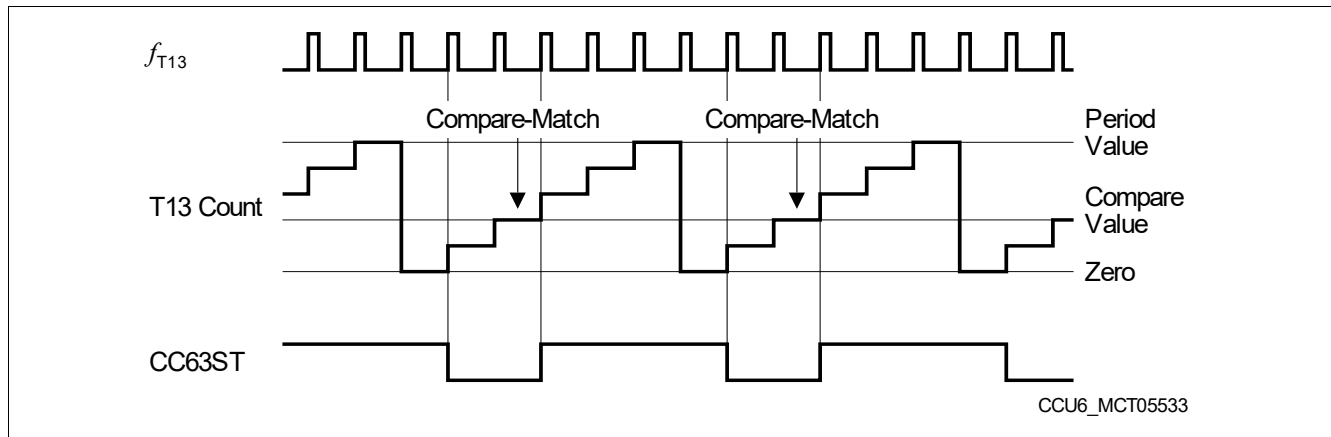 fT13
Compare-Match Compare-Match
Period
Value
T13 Count
Compare
Value
Zero
CC63ST
CCU6_MCT05533